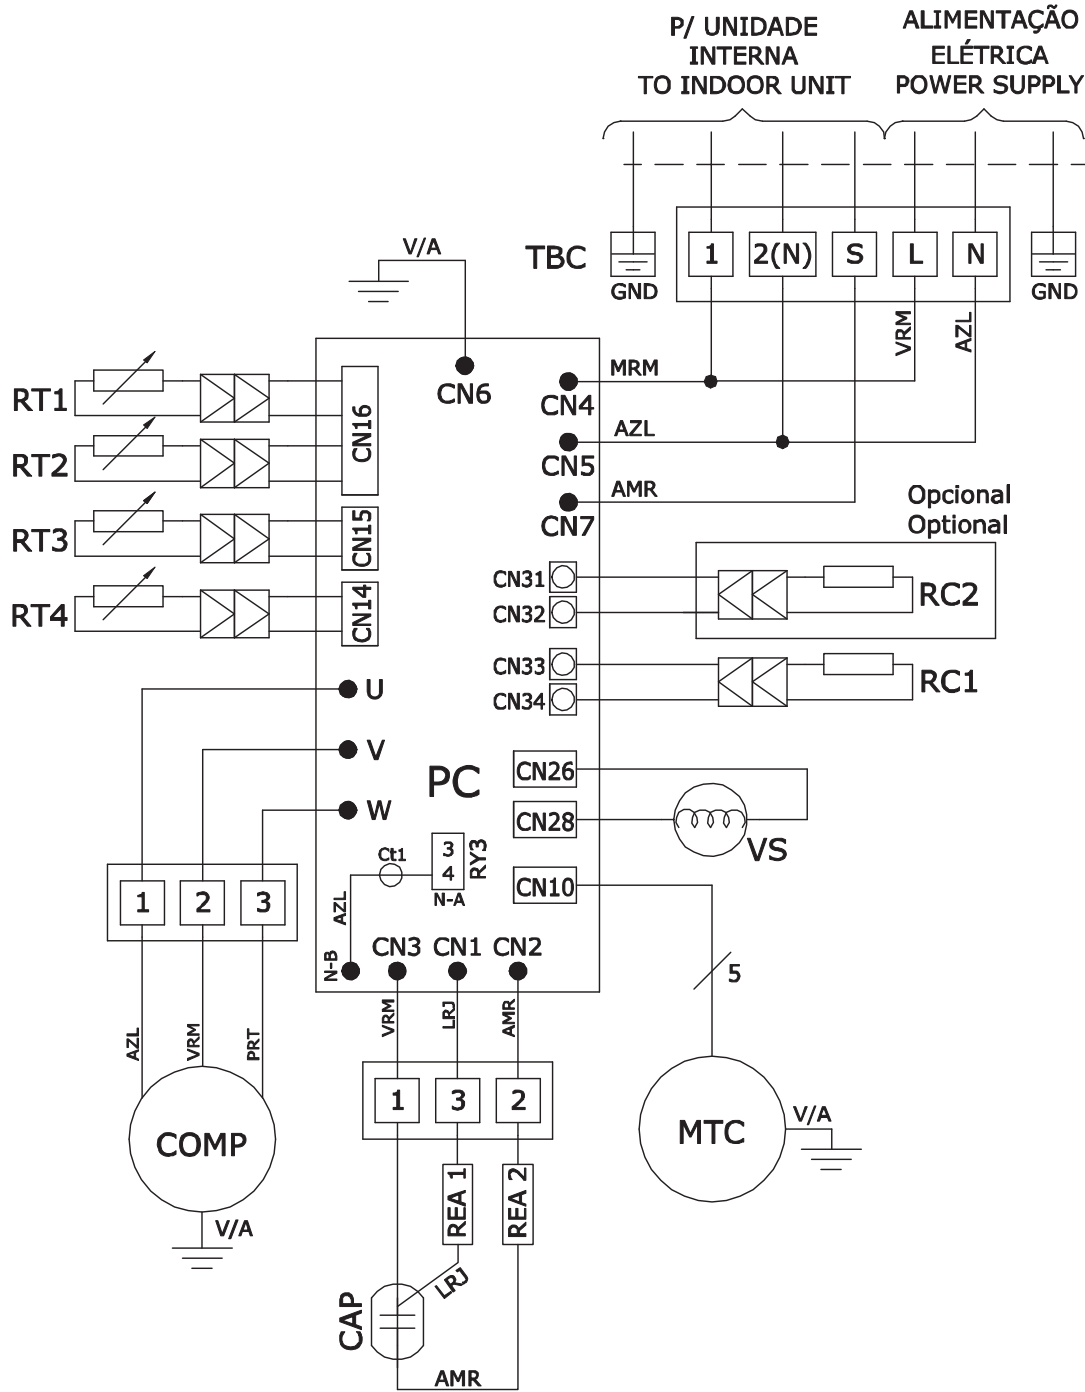 P/ UNIDADE
INTERNA
TO INDOOR UNIT
ALIMENTAÇÃO
ELÉTRICA
POWER SUPPLY
TBC
GND
1
2(N)
S
L
N
GND
VRM
AZL
V/A
CN6
MRM
CN4
AZL
CN5
AMR
CN7
RT1
RT2
RT3
RT4
CN16
CN15
CN14
Opcional
Optional
CN31
CN32
RC2
CN33
CN34
RC1
U
V
W
PC
CN26
CN28
VS
CN10
5
Ct1
3
4
RY3
N-A
AZL
N-B
CN3
CN1
CN2
1
2
3
AZL
VRM
PRT
COMP
V/A
VRM
LRJ
AMR
1
3
2
REA 1
REA 2
LRJ
CAP
AMR
MTC
V/A